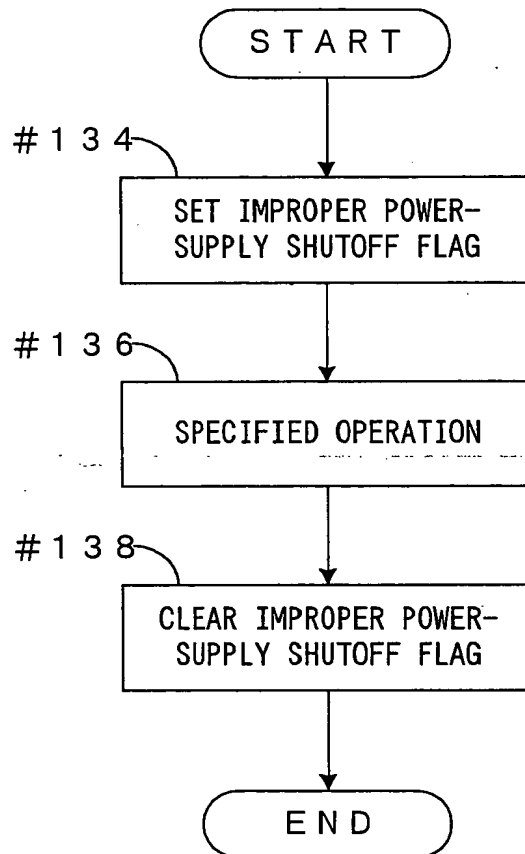 START
#134
SET IMPROPER POWER-
SUPPLY SHUTOFF FLAG
#136
SPECIFIED OPERATION
#138
CLEAR IMPROPER POWER-
SUPPLY SHUTOFF FLAG
END